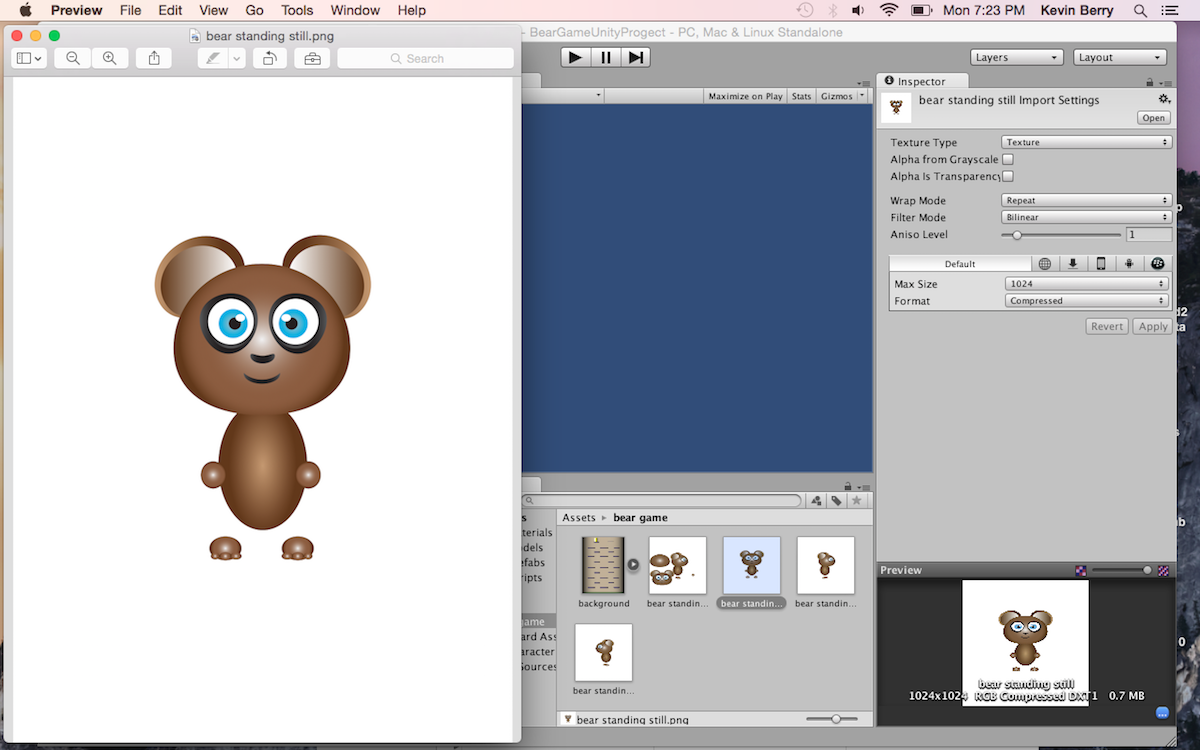 Preview File Edit View Go Tools Window Help Mon 7:23 PM Kevin Berry
bear standing still.png
Search
- BearGameUnityProgect - PC, Mac & Linux Standalone
Layers Layout
Maximize on Play Stats Gizmos
Inspector
bear standing still Import Settings
Open
Texture Type Texture
Alpha from Grayscale
Alpha Is Transparency
Wrap Mode Repeat
Filter Mode Bilinear
Aniso Level 1
Default
Max Size 1024
Format Compressed
Revert Apply
Assets bear game
s
terials
dels
efabs
ripts
game
ard Ass
aracter
Sources
background bear standin... bear standin... bear standin...
bear standin...
bear standing still.png
Preview
bear standing still
1024x1024 RGB Compressed DXT1 0.7 MB
d2
ta
0